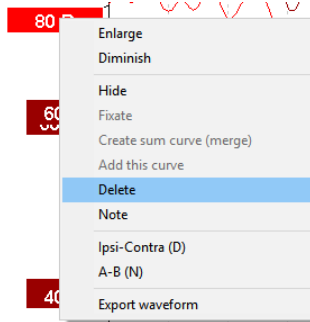 80
Enlarge
Diminish
Hide
Fixate
60
Create sum curve (merge)
Add this curve
Delete
Note
Ipsi-Contra (D)
A-B (N)
40
Export waveform